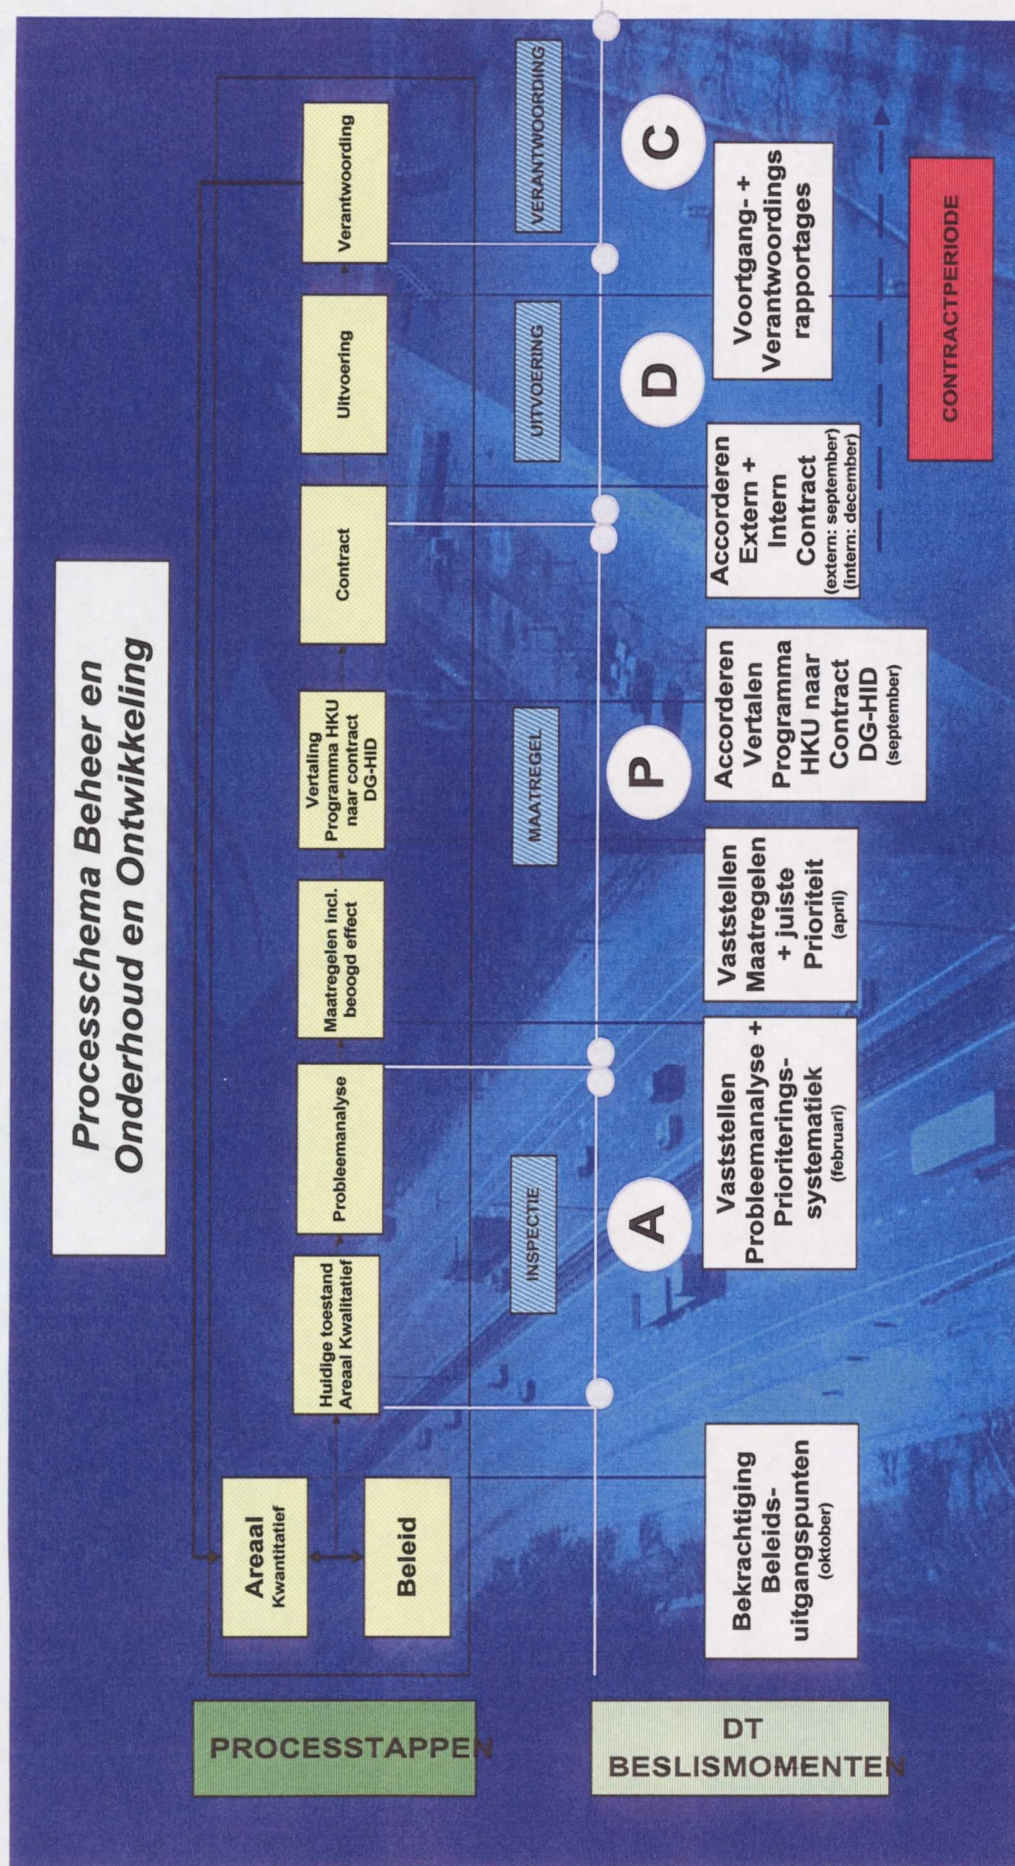 Processchema Beheer en
Onderhoud en Ontwikkeling
PROCESSTAPPEN
Areaal
Kwantitatief
Beleid
Huidige toestand
Areaal Kwalitatief
Probleemanalyse
Maatregelen incl.
beoogd effect
Vertaling
Programma HKU
naar contract
DG-HID
Contract
Uitvoering
Verantwoording
INSPECTIE
MAATREGEL
UITVOERING
VERANTWOORDING
A
P
D
C
DT
BESLISMOMENTEN
Bekrachtiging
Beleids-
uitgangspunten
(oktober)
Vaststellen
Probleemanalyse +
Prioriterings-
systematiek
(februari)
Vaststellen
Maatregelen
+ juiste
Prioriteit
(april)
Accorderen
Vertalen
Programma
HKU naar
Contract
DG-HID
(september)
Accorderen
Extern +
Intern
Contract
(extern: september)
(intern: december)
Voortgang- +
Verantwoordings
rapportages
CONTRACTPERIODE